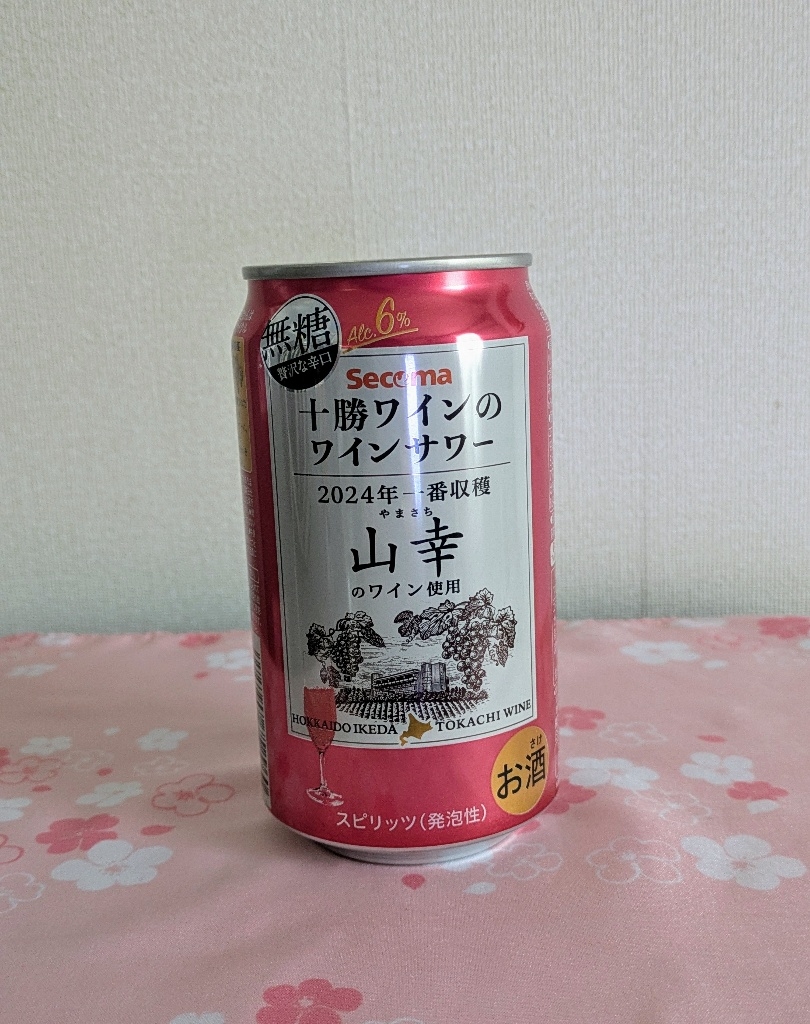 無糖
贅沢な辛口
Alc.6%
Secoma
十勝ワインの
ワインサワー
2024年一番収穫
やまさち
山幸
のワイン使用
HOKKAIDO IKEDA TOKACHI WINE
さけ
お酒
スピリッツ(発泡性)